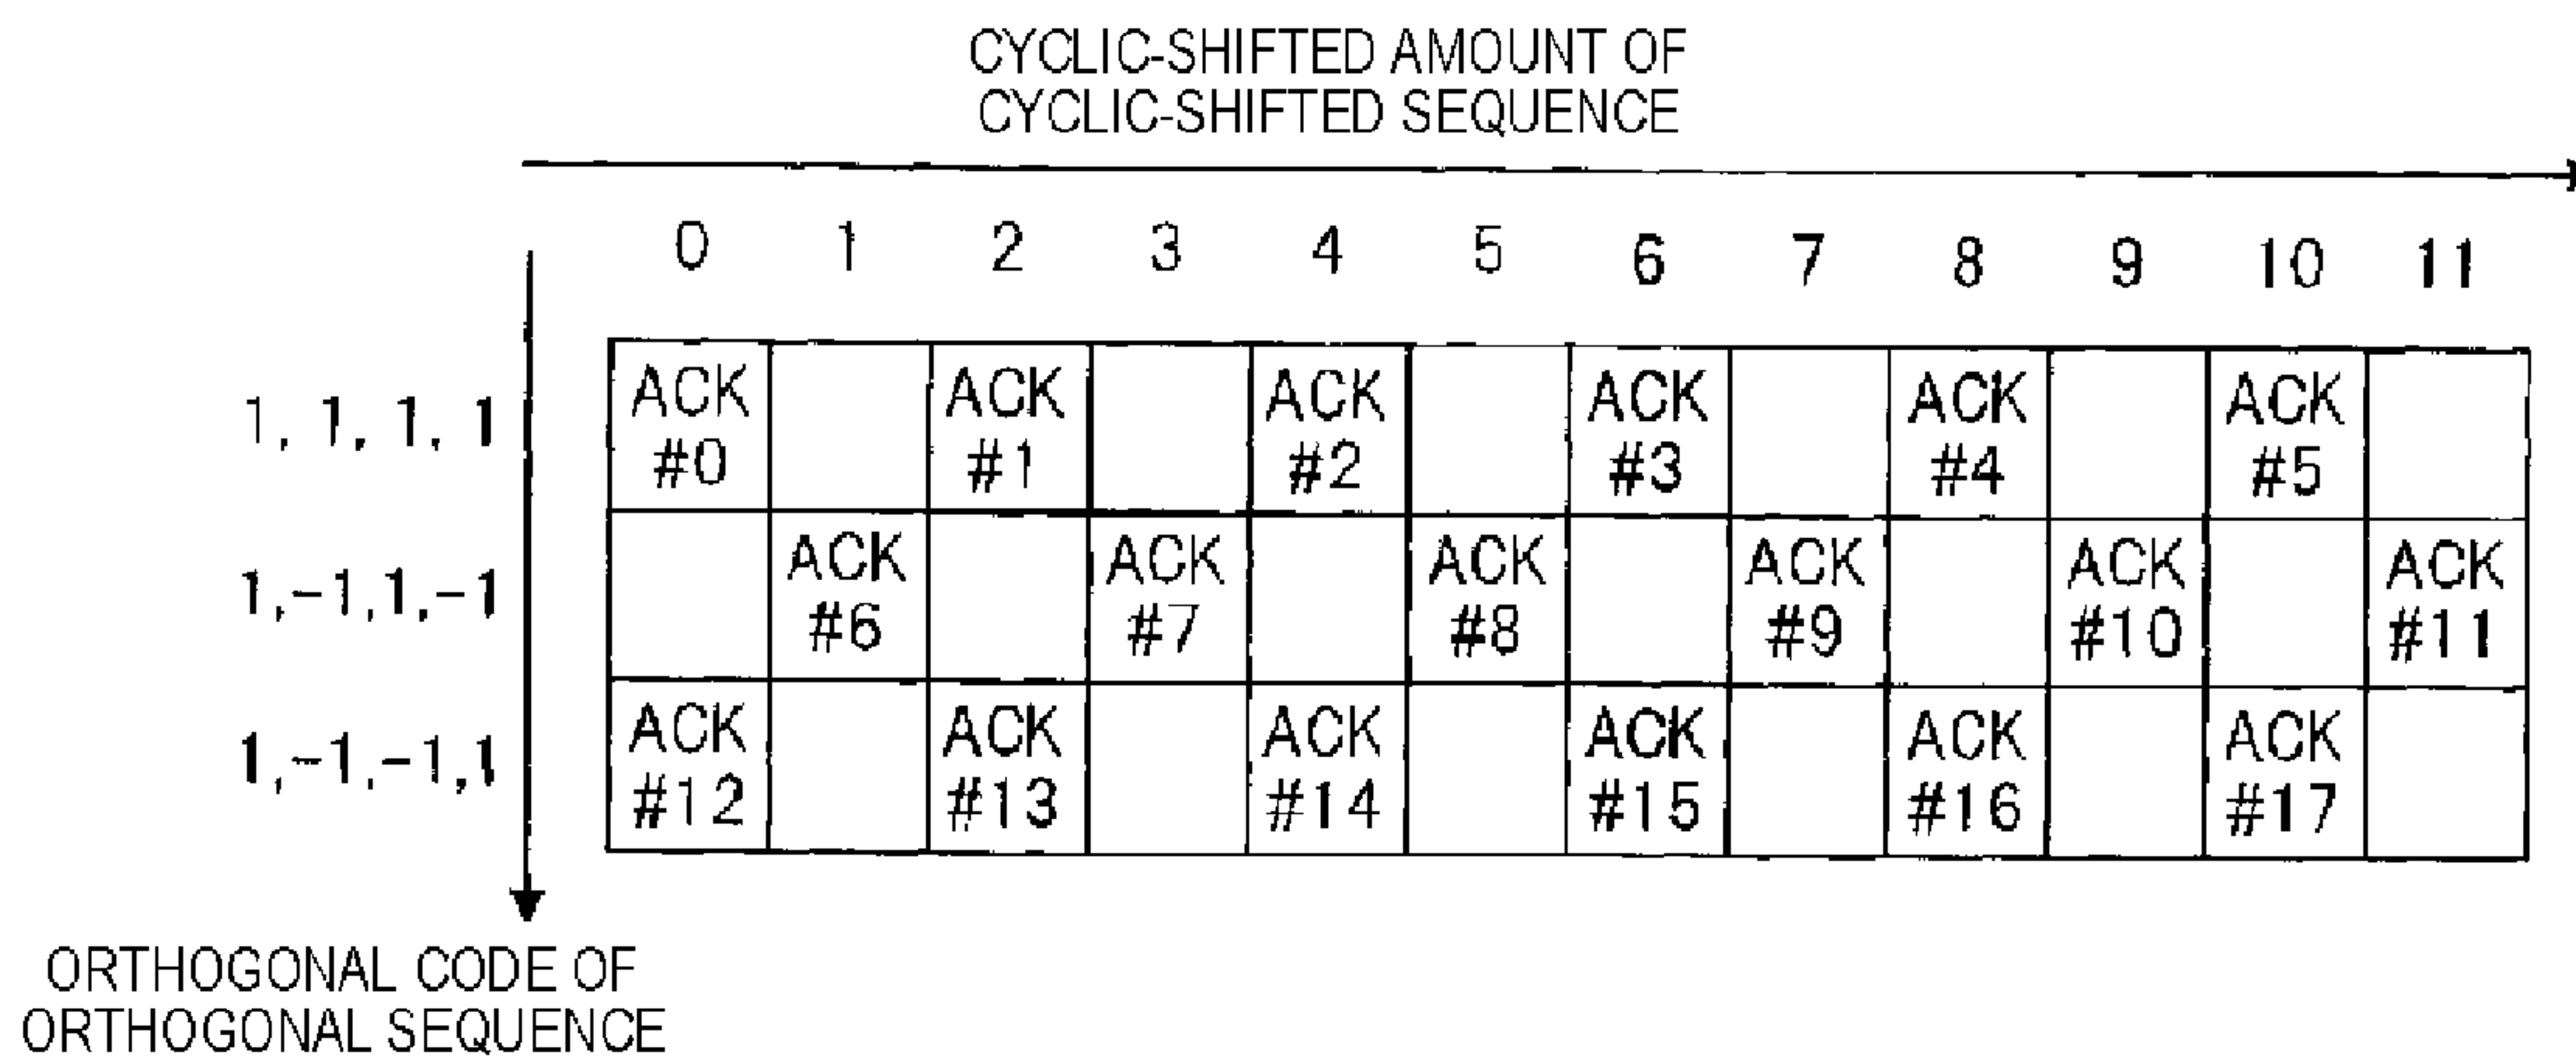 CYCLIC-SHIFTED AMOUNT OF
CYCLIC-SHIFTED SEQUENCE
0 1 2 3 4 5 6 7 8 9 10 11
1, 1, 1, 1
ACK #0
ACK #1
ACK #2
ACK #3
ACK #4
ACK #5
1,-1,1,-1
ACK #6
ACK #7
ACK #8
ACK #9
ACK #10
ACK #11
1,-1,-1,1
ACK #12
ACK #13
ACK #14
ACK #15
ACK #16
ACK #17
ORTHOGONAL CODE OF
ORTHOGONAL SEQUENCE